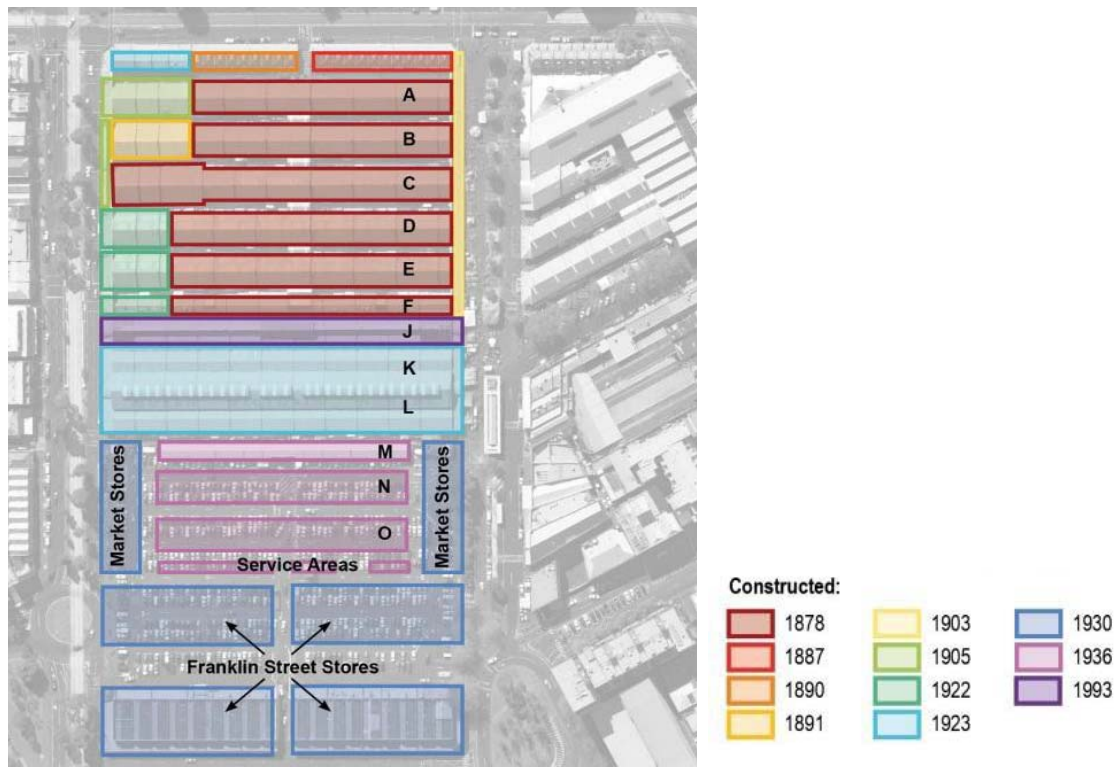 A
B
C
D
E
F
J
K
L
M
N
O
Market Stores
Market Stores
Service Areas
Franklin Street Stores
Constructed:
1878
1887
1890
1891
1903
1905
1922
1923
1930
1936
1993